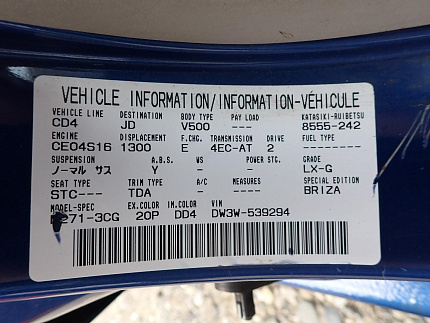 VEHICLE INFORMATION/INFORMATION-VÉHICULE
VEHICLE LINE DESTINATION BODY TYPE PAY LOAD KATASIKI-RUIBETSU
CD4 JD V500 --- 8555-242
ENGINE DISPLACEMENT F.CHG. TRANSMISSION DRIVE FUEL TYPE
CE04S16 1300 E 4EC-AT 2 --------
SUSPENSION A.B.S. WS POWER STRG. GRADE
ノーマル サス Y - --- LX-G
SEAT TYPE TRIM TYPE A/C MEASURES SPECIAL EDITION
STC--- TDA - ---- BRIZA
MODEL-SPEC EX.COLOR IM.COLOR VIN
271-3CG 20P DD4 DW3W-539294